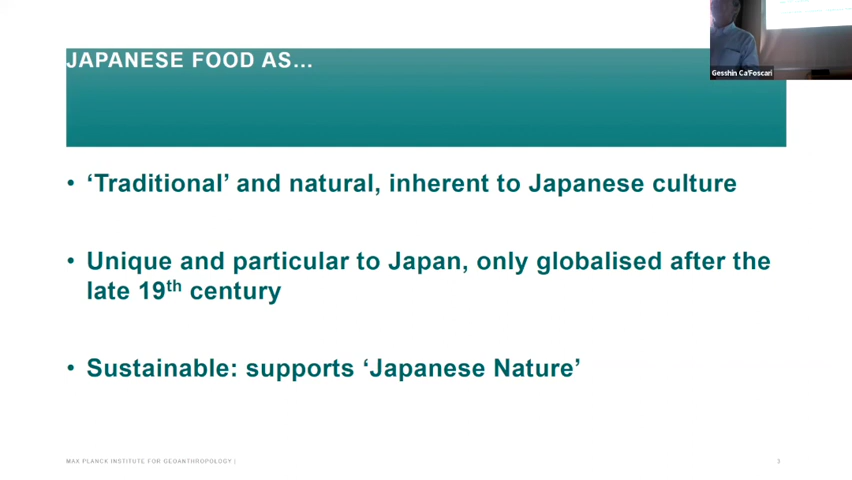 JAPANESE FOOD AS...
Gesshin Ca'Foscari
• ‘Traditional’ and natural, inherent to Japanese culture
• Unique and particular to Japan, only globalised after the
late 19th century
• Sustainable: supports ‘Japanese Nature’
MAX PLANCK INSTITUTE FOR GEOANTHROPOLOGY |
3